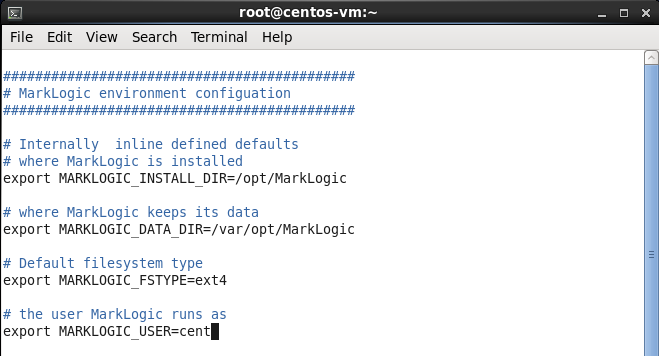 root@centos-vm:~
File Edit View Search Terminal Help
############################################
# MarkLogic environment configuation
############################################
# Internally  inline defined defaults
# where MarkLogic is installed
export MARKLOGIC_INSTALL_DIR=/opt/MarkLogic
# where MarkLogic keeps its data
export MARKLOGIC_DATA_DIR=/var/opt/MarkLogic
# Default filesystem type
export MARKLOGIC_FSTYPE=ext4
# the user MarkLogic runs as
export MARKLOGIC_USER=cent